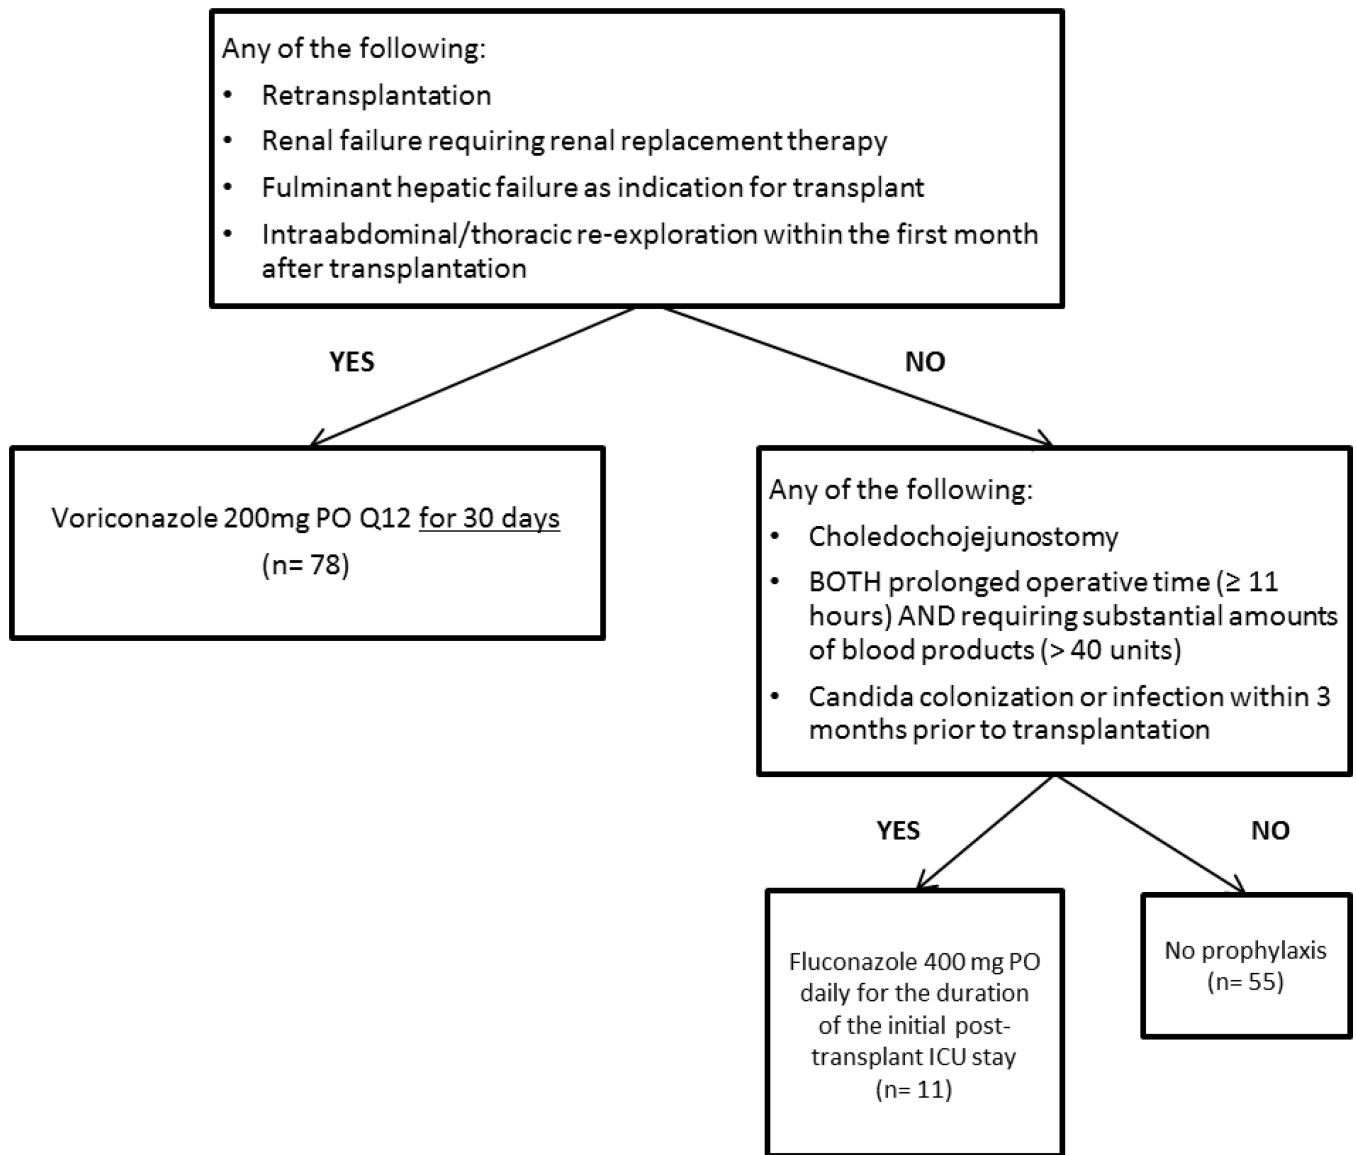 Any of the following:
• Retransplantation
• Renal failure requiring renal replacement therapy
• Fulminant hepatic failure as indication for transplant
• Intraabdominal/thoracic re-exploration within the first month
after transplantation
YES
NO
Voriconazole 200mg PO Q12 for 30 days
(n= 78)
Any of the following:
• Choledochojejunostomy
• BOTH prolonged operative time (≥ 11
hours) AND requiring substantial amounts
of blood products (> 40 units)
• Candida colonization or infection within 3
months prior to transplantation
YES
NO
Fluconazole 400 mg PO
daily for the duration
of the initial post-
transplant ICU stay
(n= 11)
No prophylaxis
(n= 55)